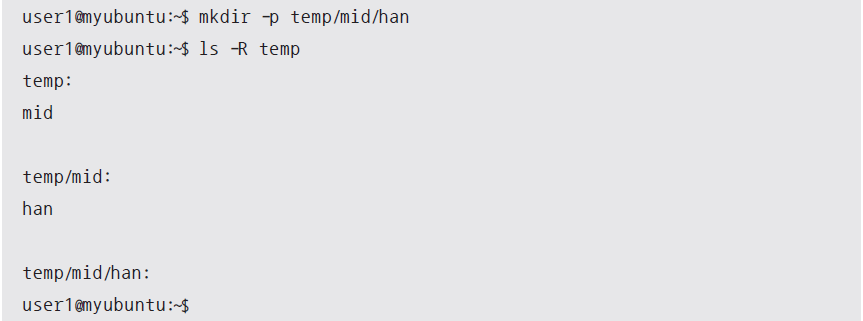 user1@myubuntu:~$ mkdir -p temp/mid/han
user1@myubuntu:~$ ls -R temp
temp:
mid
temp/mid:
han
temp/mid/han:
user1@myubuntu:~$